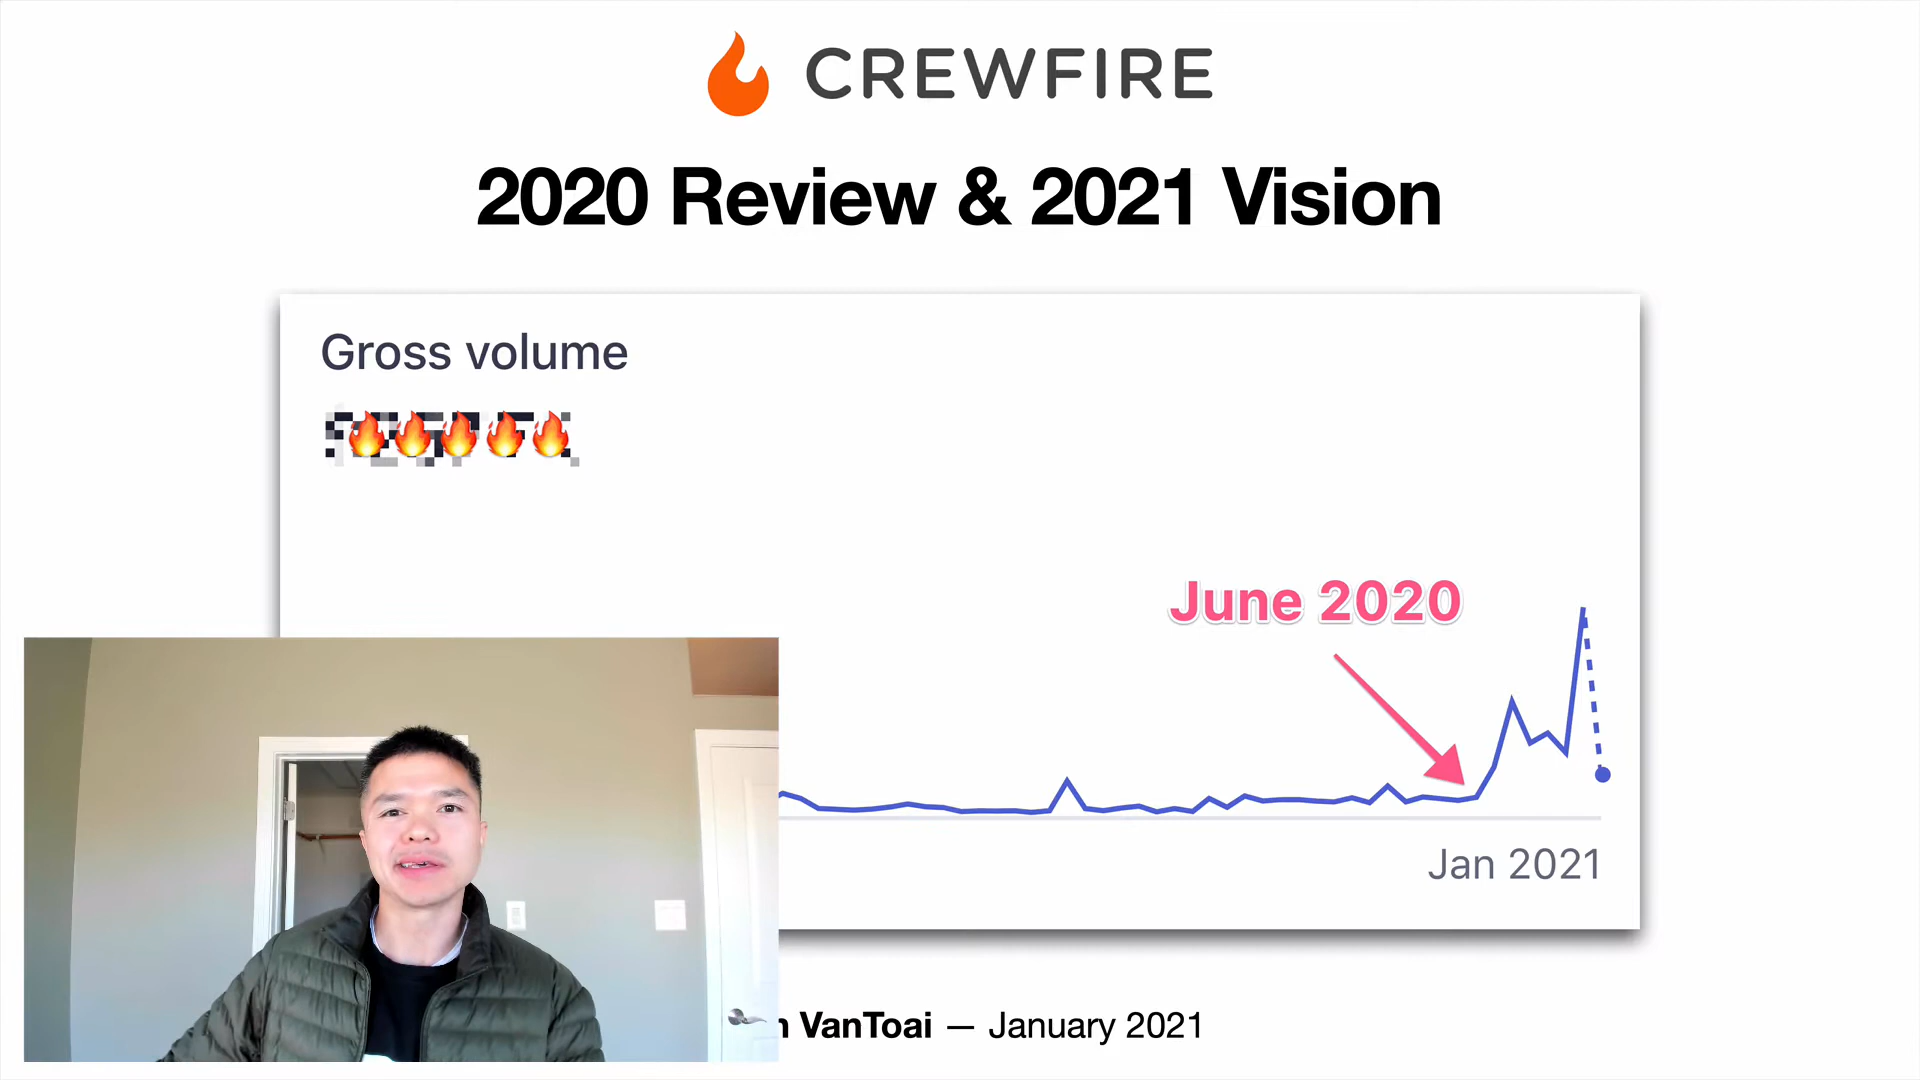 CREWFIRE
2020 Review & 2021 Vision
Gross volume
June 2020
Jan 2021
VanToai — January 2021